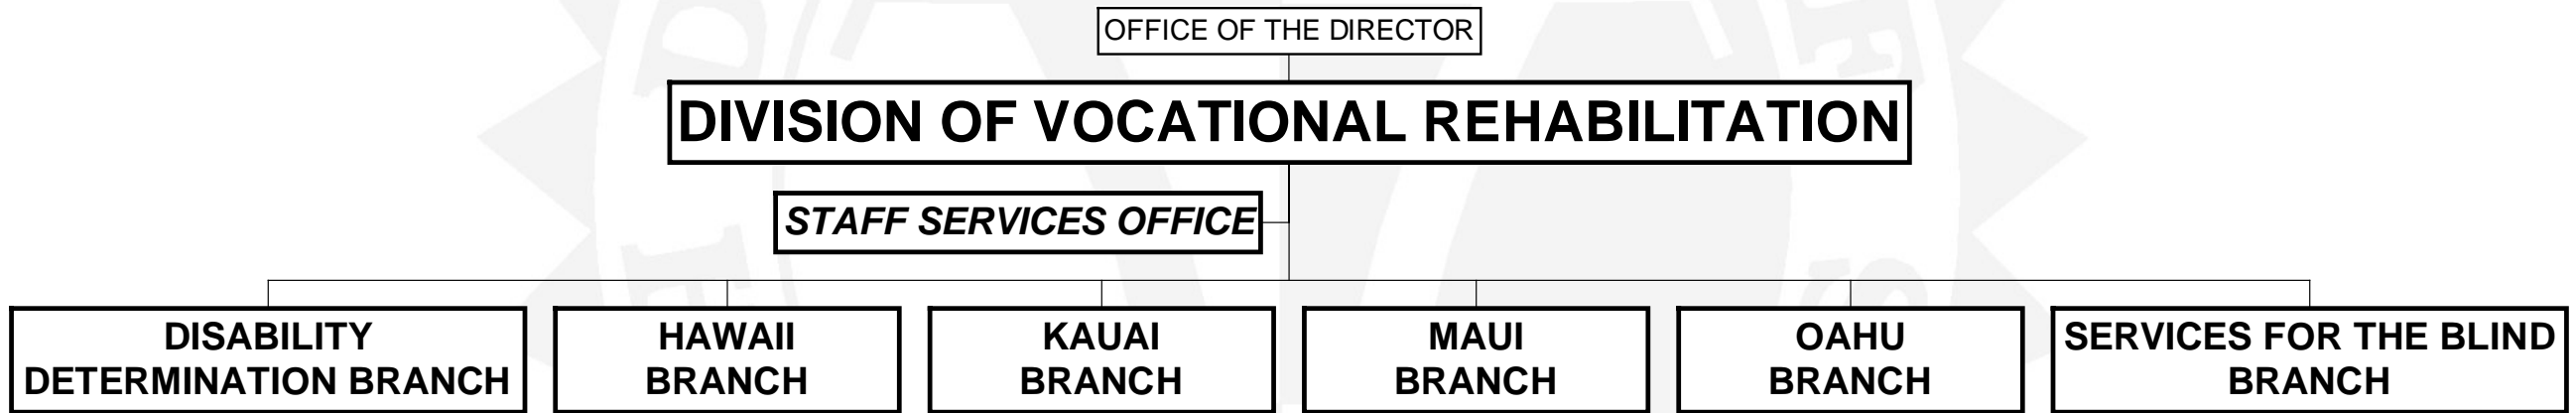 OFFICE OF THE DIRECTOR
DIVISION OF VOCATIONAL REHABILITATION
STAFF SERVICES OFFICE
DISABILITY
DETERMINATION BRANCH
HAWAII
BRANCH
KAUAI
BRANCH
MAUI
BRANCH
OAHU
BRANCH
SERVICES FOR THE BLIND
BRANCH